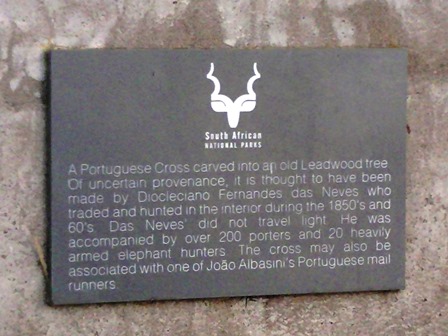 South African
NATIONAL PARKS
A Portuguese Cross carved into an old Leadwood tree.
Of uncertain provenance, it is thought to have been
made by Diocleciano Fernandes das Neves who
traded and hunted in the interior during the 1850's and
60's. Das Neves' did not travel light. He was
accompanied by over 200 porters and 20 heavily
armed elephant hunters. The cross may also be
associated with one of João Albasini's Portuguese mail
runners.